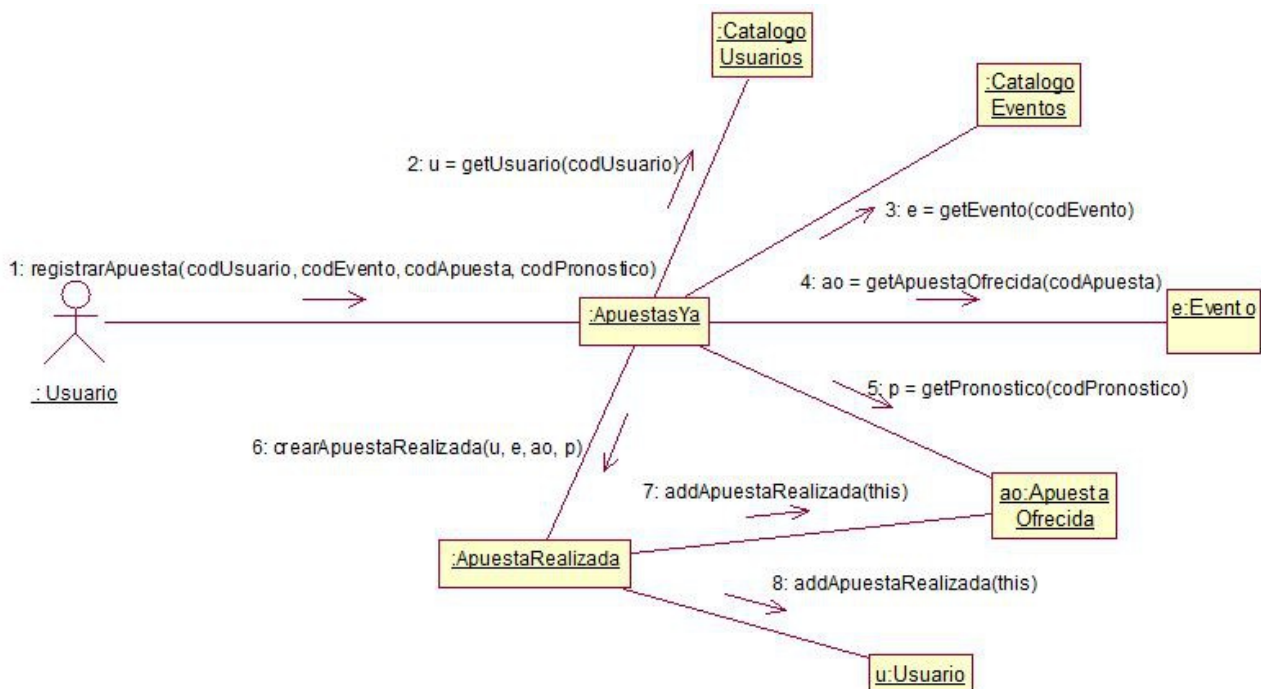 :Catalogo
Usuarios
:Catalogo
Eventos
2: u = getUsuario(codUsuario)
3: e = getEvento(codEvento)
1: registrarApuesta(codUsuario, codEvento, codApuesta, codPronostico)
4: ao = getApuestaOfrecida(codApuesta)
:ApuestasYa
e:Evento
: Usuario
5: p = getPronostico(codPronostico)
6: crearApuestaRealizada(u, e, ao, p)
7: addApuestaRealizada(this)
ao:Apuesta
Ofrecida
:ApuestaRealizada
8: addApuestaRealizada(this)
u:Usuario